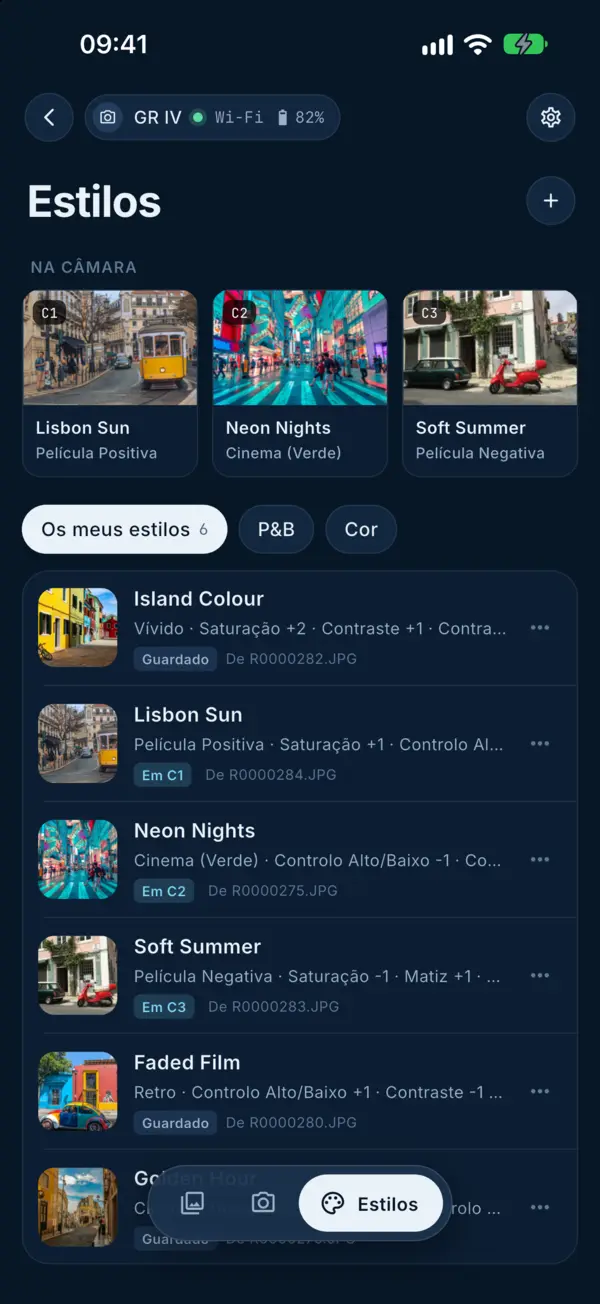 09:41
GR IV Wi-Fi 82%
Estilos
NA CÂMARA
C1
C2
C3
Lisbon Sun
Película Positiva
Neon Nights
Cinema (Verde)
Soft Summer
Película Negativa
Os meus estilos 6
P&B
Cor
Island Colour
Vívido · Saturação +2 · Contraste +1 · Contra...
Guardado De R0000282.JPG
Lisbon Sun
Película Positiva · Saturação +1 · Controlo Al...
Em C1 De R0000284.JPG
Neon Nights
Cinema (Verde) · Controlo Alto/Baixo -1 · Co...
Em C2 De R0000275.JPG
Soft Summer
Película Negativa · Saturação -1 · Matiz +1 · ...
Em C3 De R0000283.JPG
Faded Film
Retro · Controlo Alto/Baixo +1 · Contraste -1 ...
Guardado De R0000280.JPG
Golden Hour
Guardado
Estilos